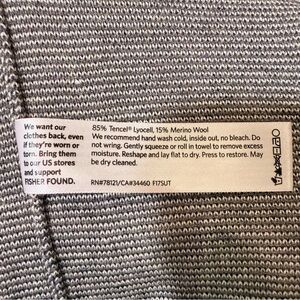 We want our
clothes back, even
if they're worn or
torn. Bring them
to our US stores
and support
FISHER FOUND.
85% Tencel® Lyocell, 15% Merino Wool
We recommend hand wash cold, inside out, no bleach. Do
not wring. Gently squeeze or roll in towel to remove excess
moisture. Reshape and lay flat to dry. Press to restore. May
be dry cleaned.
RN#78121/CA#34460 F17SUT